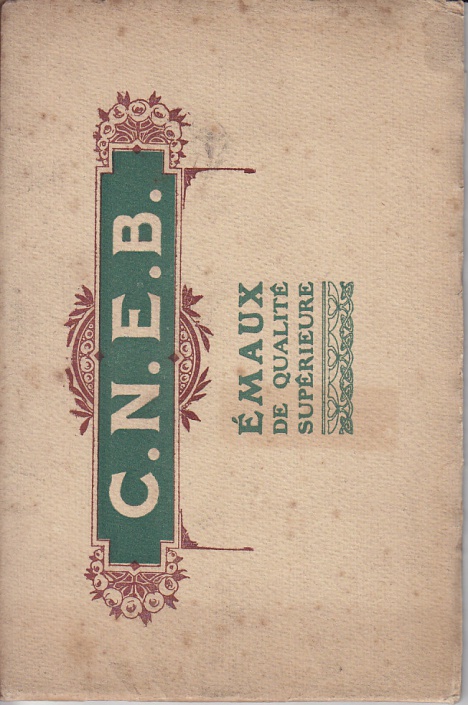 C.N.E.B.
ÉMAUX
DE QUALITÉ
SUPÉRIEURE